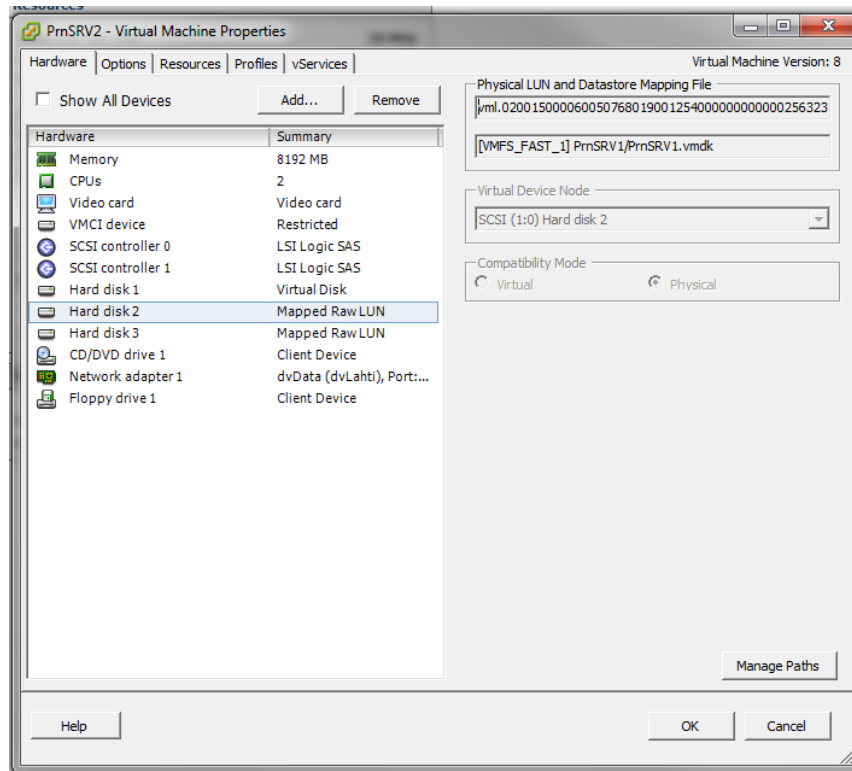 Resources
PrnSRV2 - Virtual Machine Properties
Hardware Options Resources Profiles vServices Virtual Machine Version: 8
Show All Devices Add... Remove
Hardware Summary
Memory 8192 MB
CPUs 2
Video card Video card
VMCI device Restricted
SCSI controller 0 LSI Logic SAS
SCSI controller 1 LSI Logic SAS
Hard disk 1 Virtual Disk
Hard disk 2 Mapped Raw LUN
Hard disk 3 Mapped Raw LUN
CD/DVD drive 1 Client Device
Network adapter 1 dvData (dvLahti), Port:...
Floppy drive 1 Client Device
Physical LUN and Datastore Mapping File
vml.02001500006005076801900125400000000000256323
[VMFS_FAST_1] PrnSRV1/PrnSRV1.vmdk
Virtual Device Node
SCSI (1:0) Hard disk 2
Compatibility Mode
Virtual Physical
Manage Paths
Help OK Cancel